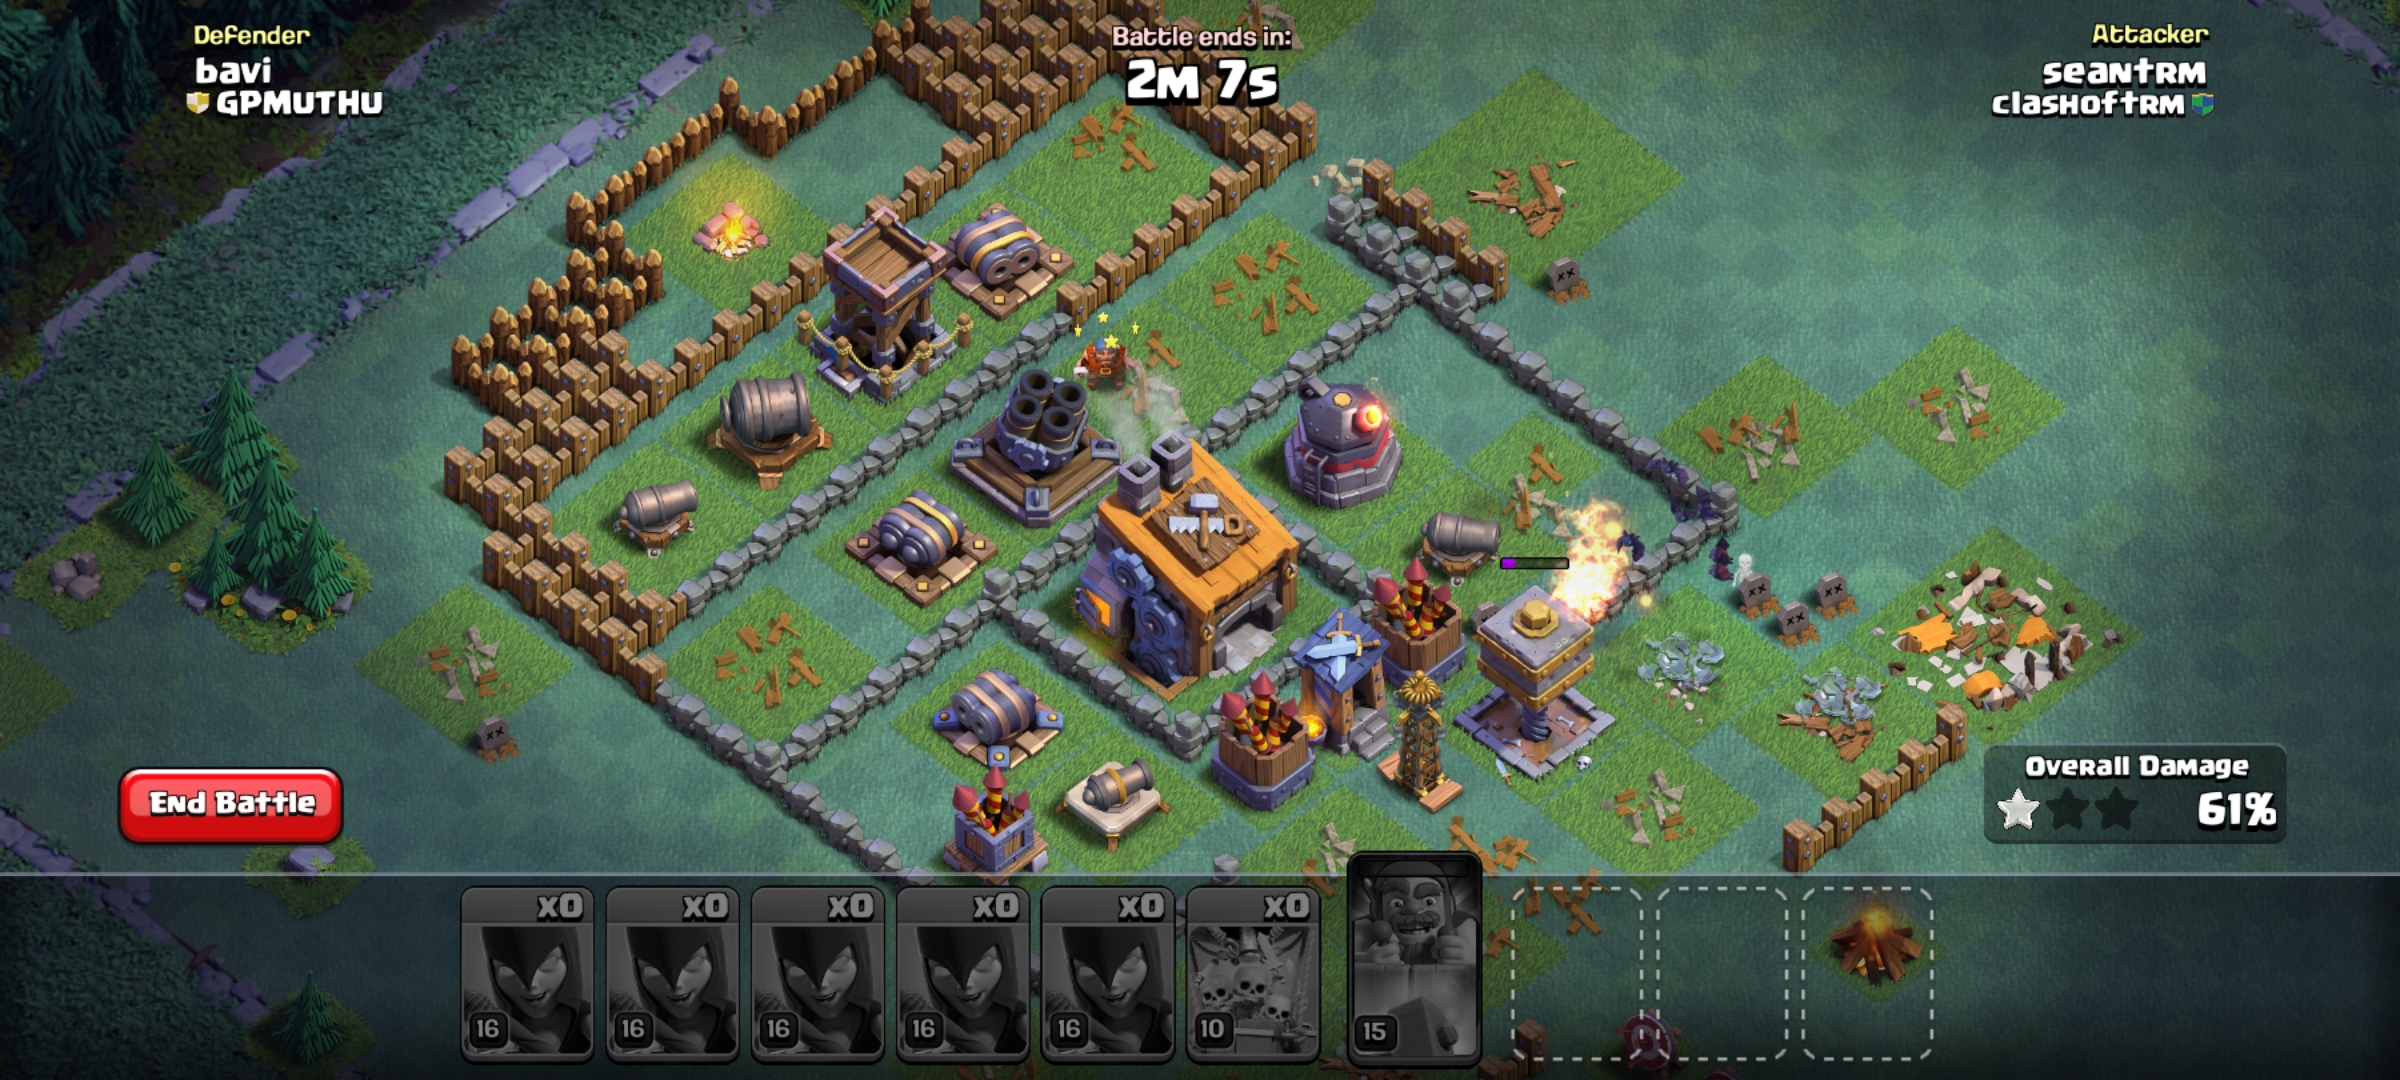 Defender
bavi
GPMUTHU
Battle ends in:
2M 7s
Attacker
seantRM
clashoftRM
End Battle
Overall Damage
61%
x0 x0 x0 x0 x0 x0
16 16 16 16 16 10 15